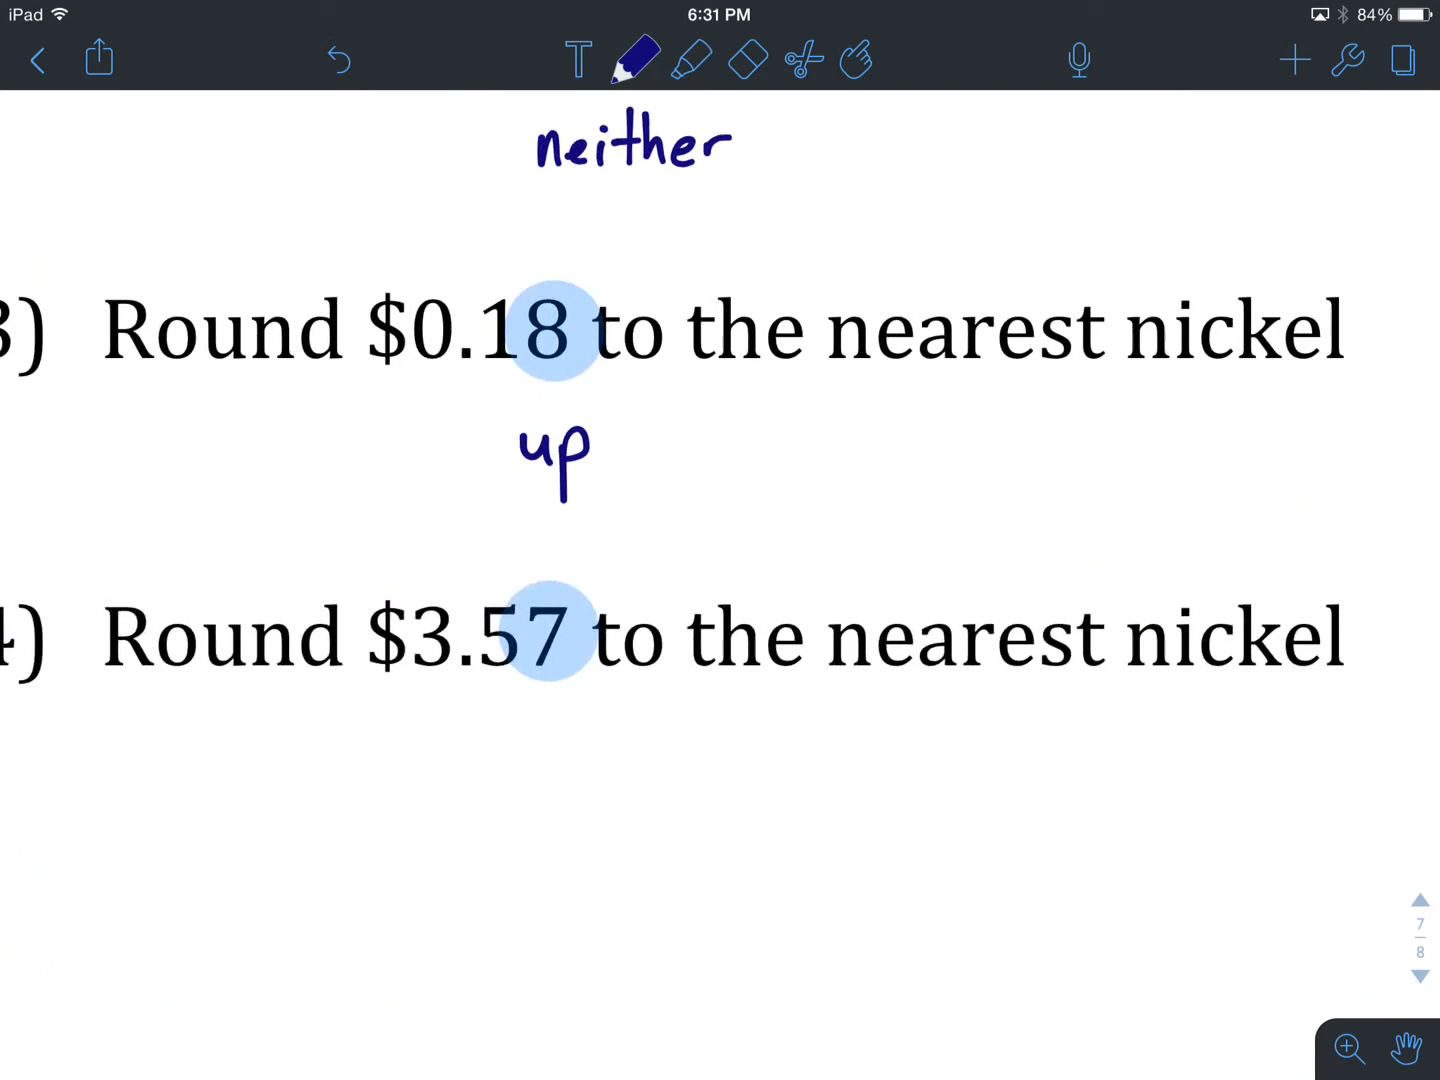 iPad 6:31 PM 84%
T
neither
3) Round $0.18 to the nearest nickel
up
4) Round $3.57 to the nearest nickel
7
8